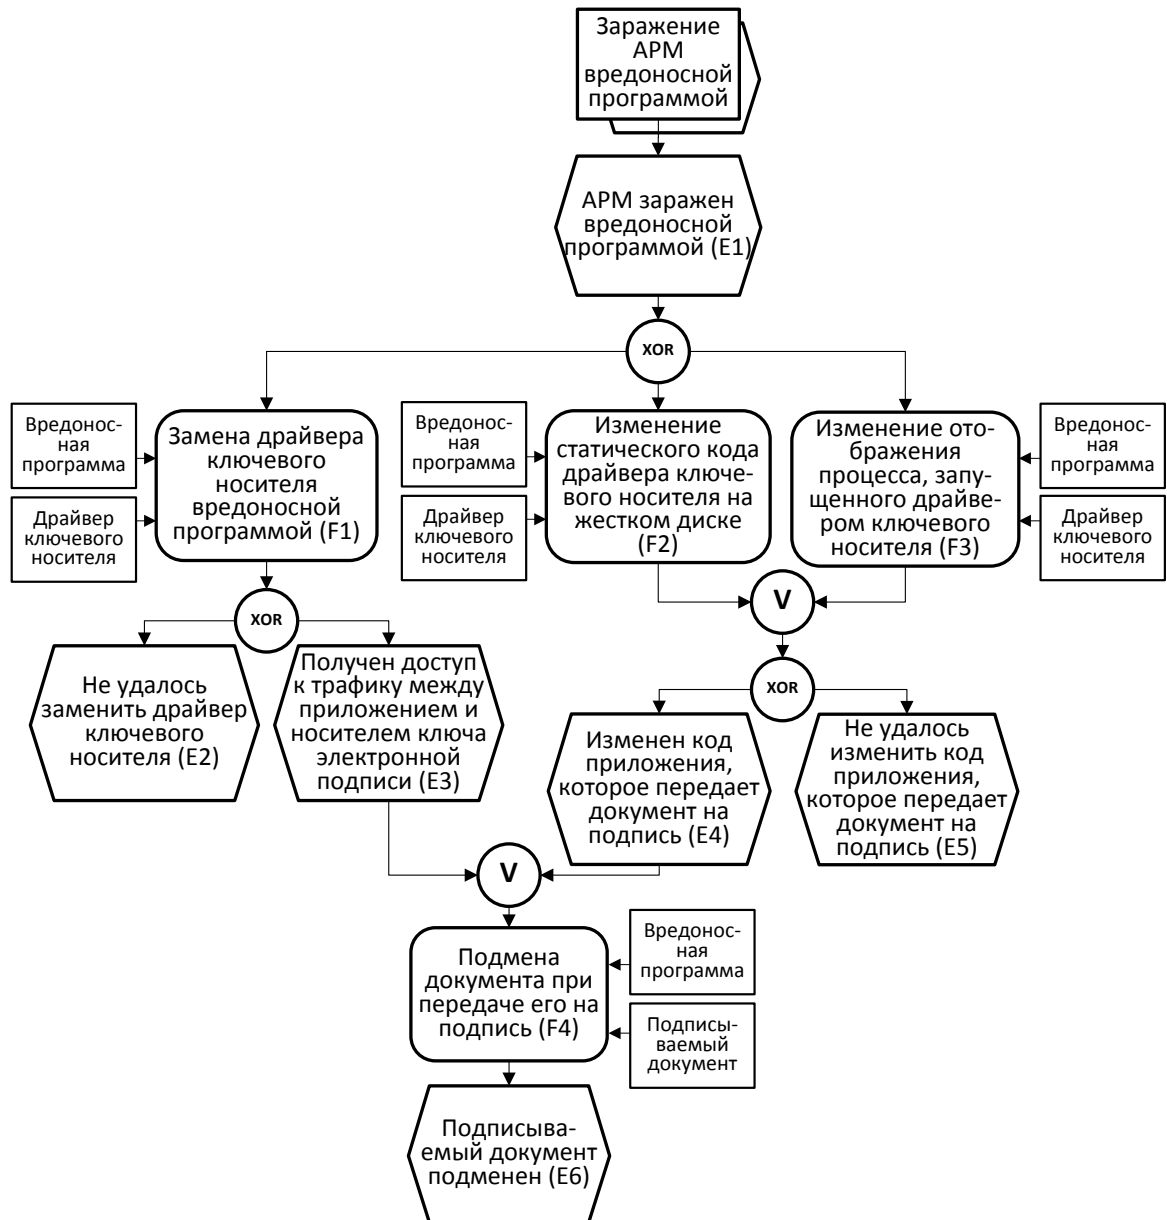 Заражение
АРМ
вредоносной
программой
АРМ заражен
вредоносной
программой (E1)
XOR
Вредонос-
ная
программа
Драйвер
ключевого
носителя
Замена драйвера
ключевого
носителя
вредоносной
программой (F1)
Вредонос-
ная
программа
Драйвер
ключевого
носителя
Изменение
статического кода
драйвера ключе-
вого носителя на
жестком диске
(F2)
Изменение ото-
бражения
процесса, запу-
щенного драйве-
ром ключевого
носителя (F3)
Вредонос-
ная
программа
Драйвер
ключевого
носителя
XOR
V
XOR
Не удалось
заменить драйвер
ключевого
носителя (E2)
Получен доступ
к трафику между
приложением и
носителем ключа
электронной
подписи (E3)
Изменен код
приложения,
которое передает
документ на
подпись (E4)
Не удалось
изменить код
приложения,
которое передает
документ на
подпись (E5)
V
Подмена
документа при
передаче его на
подпись (F4)
Вредонос-
ная
программа
Подписы-
ваемый
документ
Подписыва-
емый документ
подменен (E6)